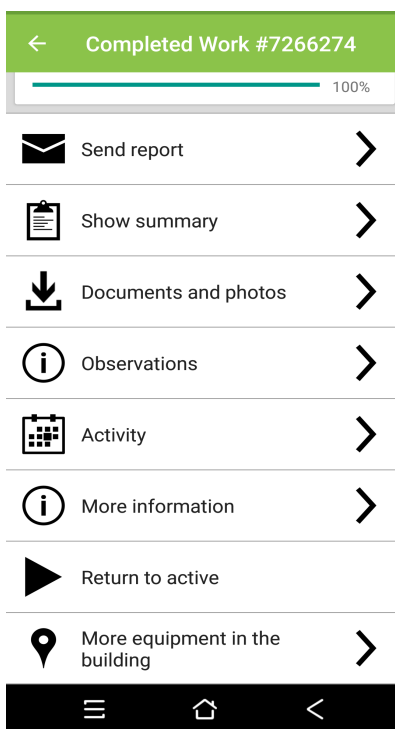 Completed Work #7266274
100%
Send report
Show summary
Documents and photos
Observations
Activity
More information
Return to active
More equipment in the
building